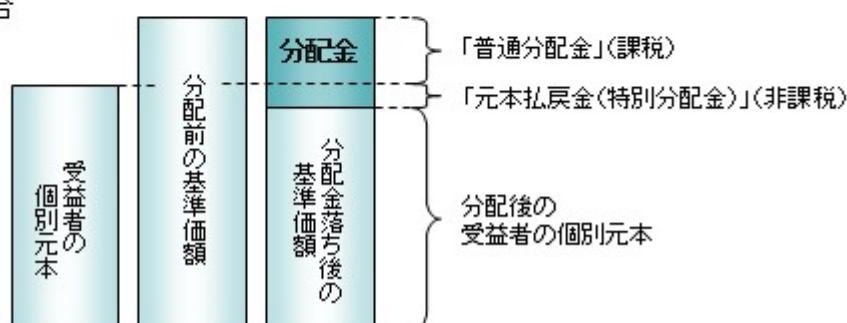 合
分配金
「普通分配金」(課税)
「元本払戻金(特別分配金)」(非課税)
受益者の
個別元本
分配前の基準価額
分配金落ち後の
基準価額
分配後の
受益者の個別元本